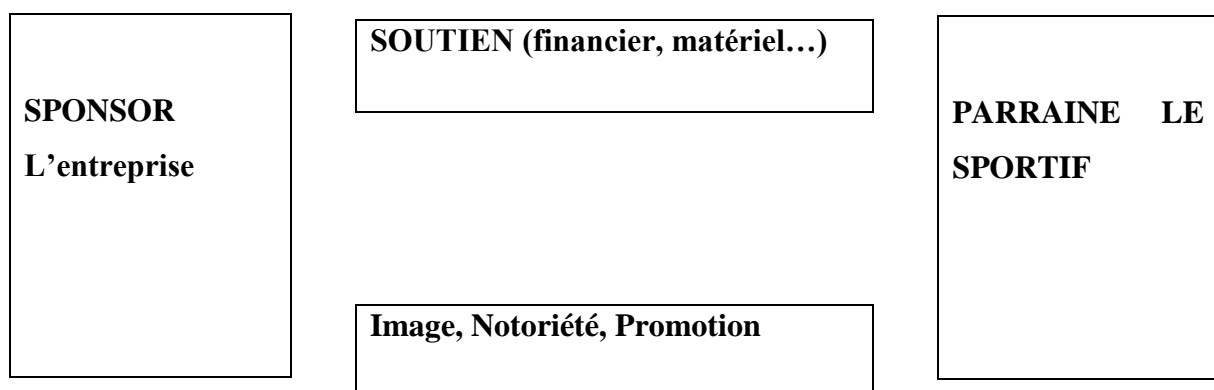 SPONSOR
L’entreprise
SOUTIEN (financier, matériel…)
Image, Notoriété, Promotion
PARRAINE LE
SPORTIF